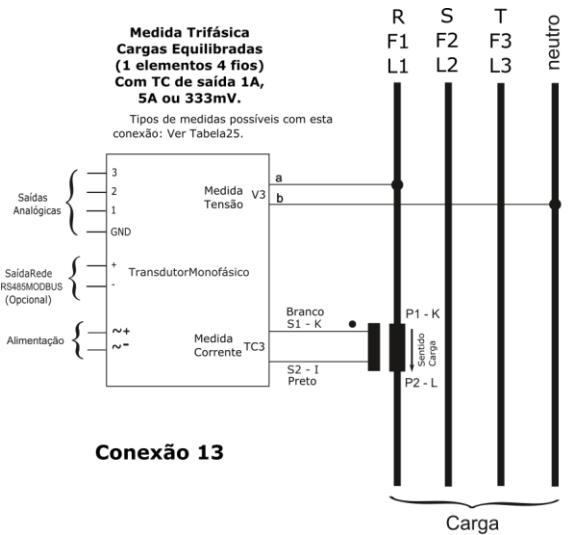 Medida Trifásica
Cargas Equilibradas
(1 elementos 4 fios)
Com TC de saída 1A,
5A ou 333mV.
Tipos de medidas possíveis com esta
conexão: Ver Tabela25.
R S T
F1 F2 F3
L1 L2 L3
neutro
3
2
1
GND
Saídas
Analógicas
+
-
SaídaRede
RS485MODBUS
(Opcional)
TransdutorMonofásico
Alimentação
~+
~-
Medida
Tensão
V3
a
b
Medida
Corrente
TC3
Branco
S1 - K
S2 - I
Preto
P1 - K
Sentido
Carga
P2 - L
Conexão 13
Carga